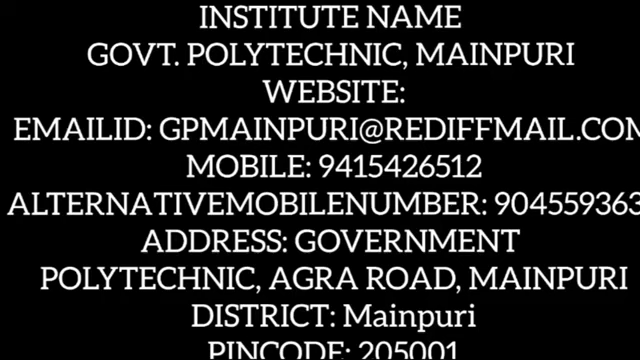 INSTITUTE NAME
GOVT. POLYTECHNIC, MAINPURI
WEBSITE:
EMAILID: GPMAINPURI@REDIFFMAIL.COM
MOBILE: 9415426512
ALTERNATIVEMOBILENUMBER: 904559363
ADDRESS: GOVERNMENT
POLYTECHNIC, AGRA ROAD, MAINPURI
DISTRICT: Mainpuri
PINCODE: 205001